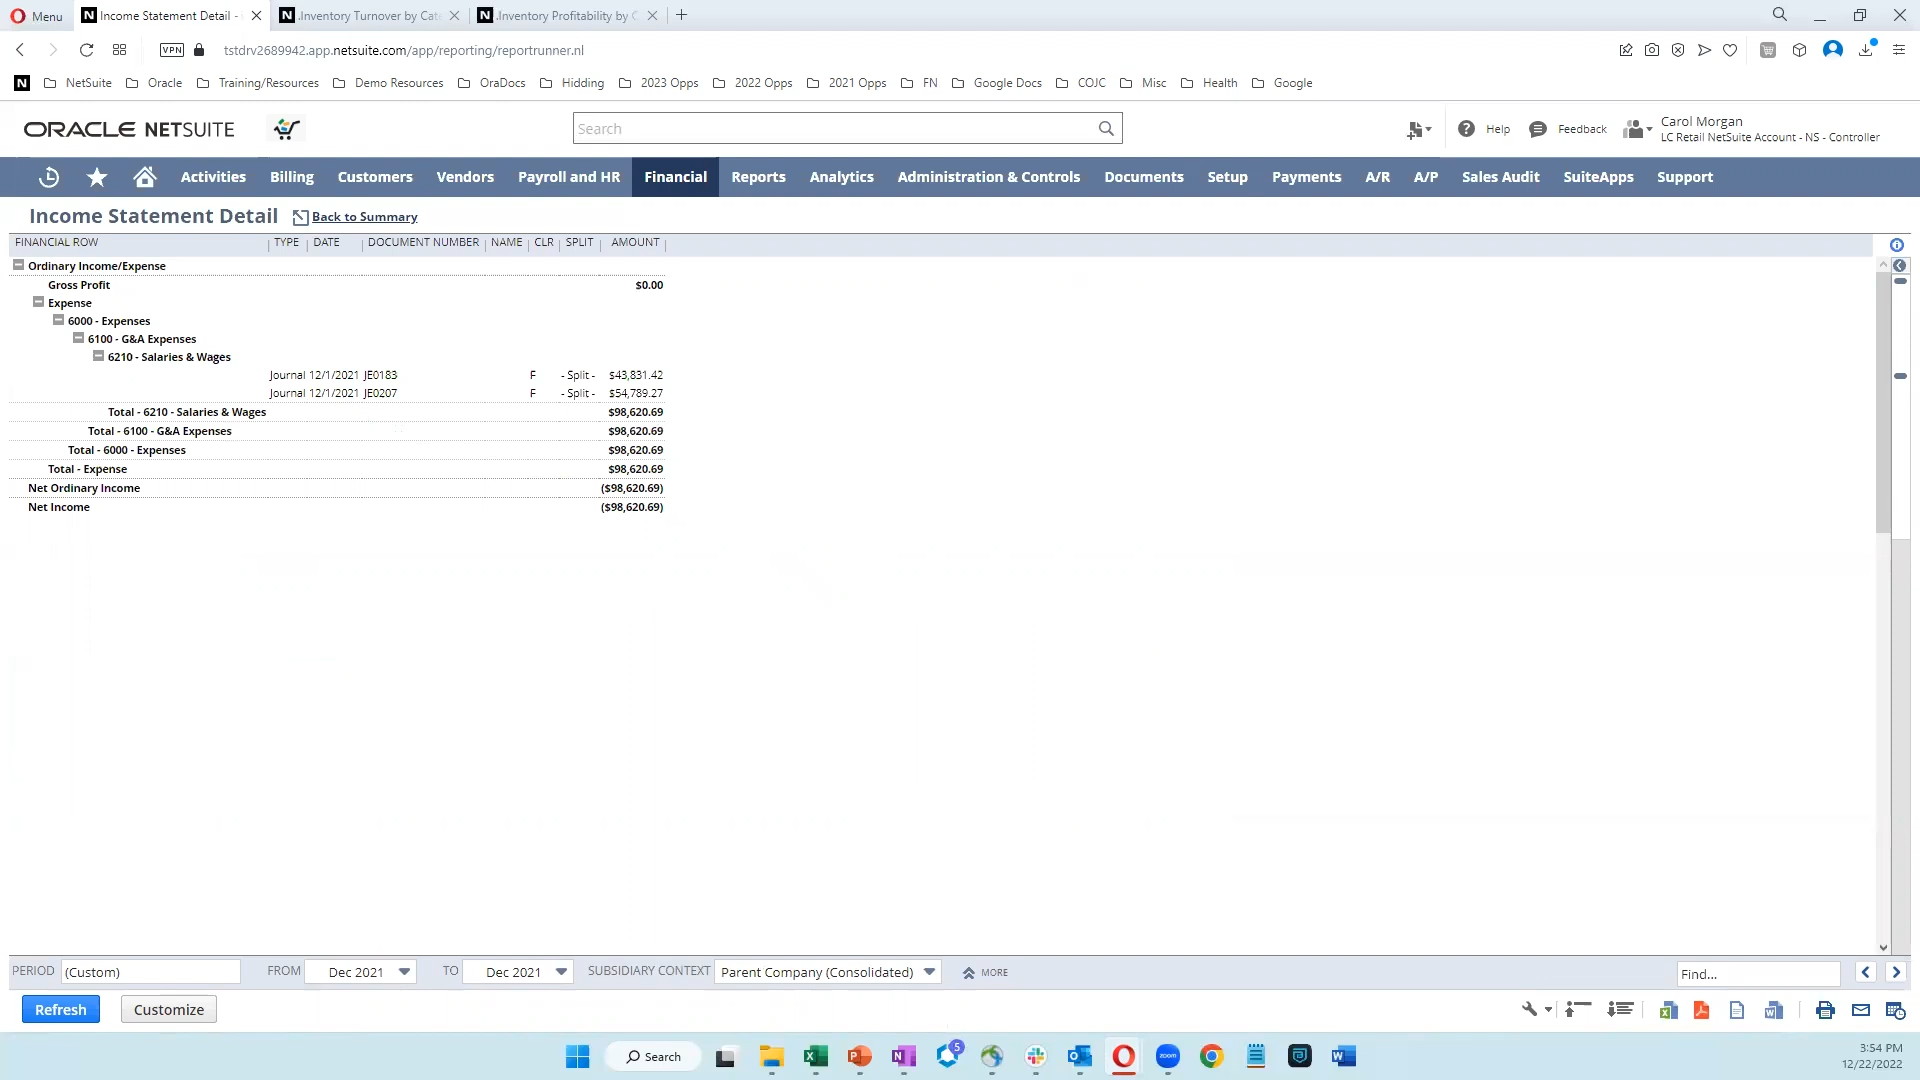 Menu
Income Statement Detail -
.Inventory Turnover by Cate
.Inventory Profitability by C
VPN
tstdrv2689942.app.netsuite.com/app/reporting/reportrunner.nl
N NetSuite Oracle Training/Resources Demo Resources OraDocs Hidding 2023 Opps 2022 Opps 2021 Opps FN Google Docs COJC Misc Health Google
ORACLE NETSUITE
Search
Help
Feedback
Carol Morgan
LC Retail NetSuite Account - NS - Controller
Activities Billing Customers Vendors Payroll and HR Financial Reports Analytics Administration & Controls Documents Setup Payments A/R A/P Sales Audit SuiteApps Support
Income Statement Detail Back to Summary
FINANCIAL ROW TYPE DATE DOCUMENT NUMBER NAME CLR SPLIT AMOUNT
Ordinary Income/Expense
Gross Profit $0.00
Expense
6000 - Expenses
6100 - G&A Expenses
6210 - Salaries & Wages
Journal 12/1/2021 JE0183 F - Split - $43,831.42
Journal 12/1/2021 JE0207 F - Split - $54,789.27
Total - 6210 - Salaries & Wages $98,620.69
Total - 6100 - G&A Expenses $98,620.69
Total - 6000 - Expenses $98,620.69
Total - Expense $98,620.69
Net Ordinary Income ($98,620.69)
Net Income ($98,620.69)
PERIOD (Custom) FROM Dec 2021 TO Dec 2021 SUBSIDIARY CONTEXT Parent Company (Consolidated) MORE Find...
Refresh Customize
Search
5
zoom
3:54 PM
12/22/2022